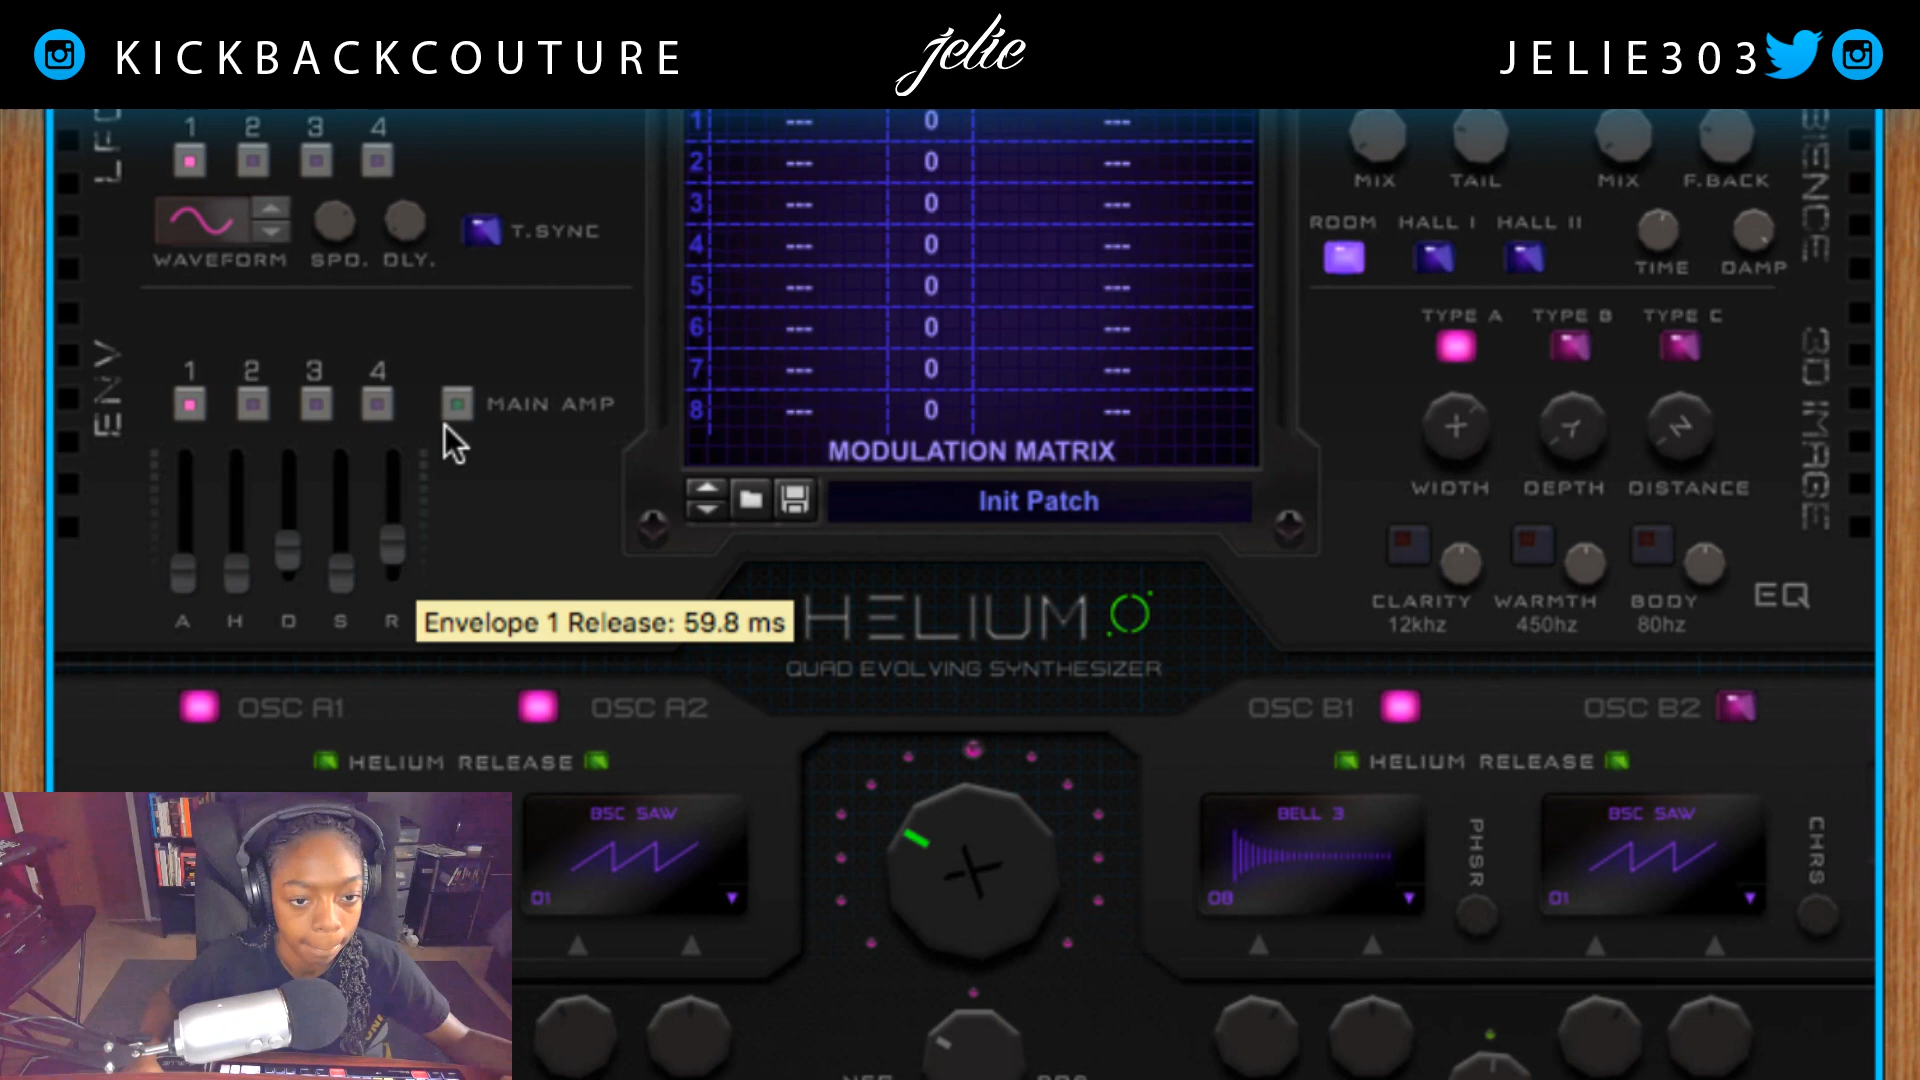 KICKBACKCOUTURE
jelie
JELIE303
LFO
1 2 3 4
WAVEFORM SPD. DLY.
T.SYNC
ENV
1 2 3 4
MAIN AMP
A H D S R
Envelope 1 Release: 59.8 ms
1 --- 0 ---
2 --- 0 ---
3 --- 0 ---
4 --- 0 ---
5 --- 0 ---
6 --- 0 ---
7 --- 0 ---
8 --- 0 ---
MODULATION MATRIX
Init Patch
HELIUM
QUAD EVOLVING SYNTHESIZER
MIX TAIL MIX F.BACK
ROOM HALL I HALL II
TIME DAMP
TYPE A TYPE B TYPE C
X Y Z
WIDTH DEPTH DISTANCE
3D IMAGE
CLARITY WARMTH BODY
12khz 450hz 80hz
EQ
OSC A1 OSC A2
HELIUM RELEASE
BSC SAW
01
OSC B1 OSC B2
HELIUM RELEASE
BELL 3
08
PHSR
BSC SAW
01
CHRS